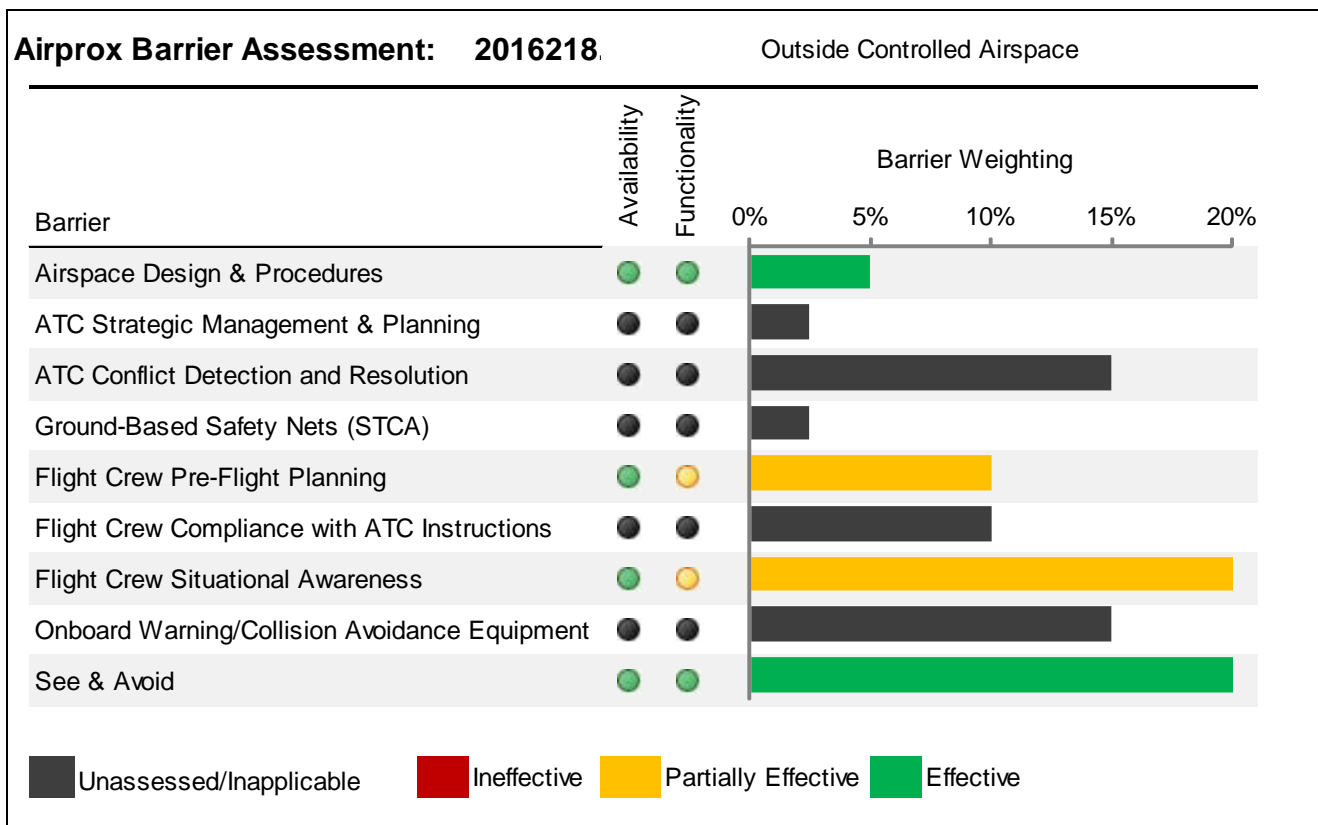 Airprox Barrier Assessment: 2016218. Outside Controlled Airspace
Availability
Functionality
Barrier Weighting
Barrier
0% 5% 10% 15% 20%
Airspace Design & Procedures
ATC Strategic Management & Planning
ATC Conflict Detection and Resolution
Ground-Based Safety Nets (STCA)
Flight Crew Pre-Flight Planning
Flight Crew Compliance with ATC Instructions
Flight Crew Situational Awareness
Onboard Warning/Collision Avoidance Equipment
See & Avoid
Unassessed/Inapplicable Ineffective Partially Effective Effective